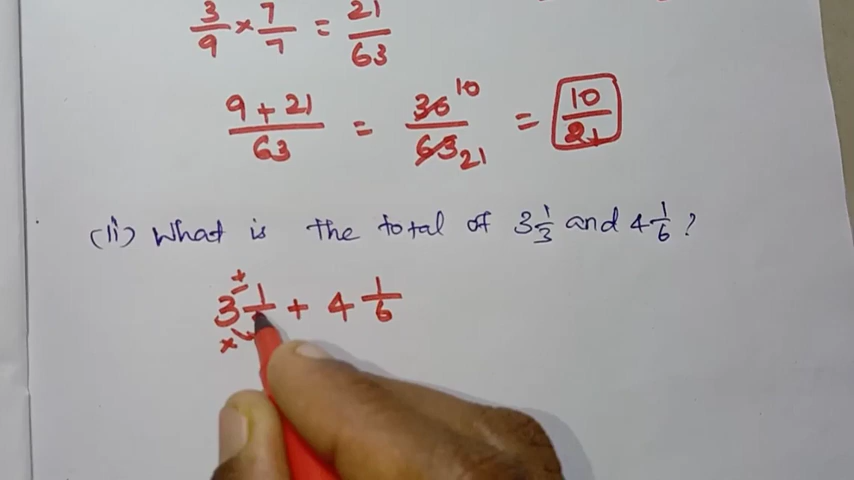 3/9 × 7/7 = 21/63
9 + 21/63 = 30 10/63 21 = 10/21
(ii) What is the total of 3 1/3 and 4 1/6 ?
3 1/ + 4 1/6
+
×